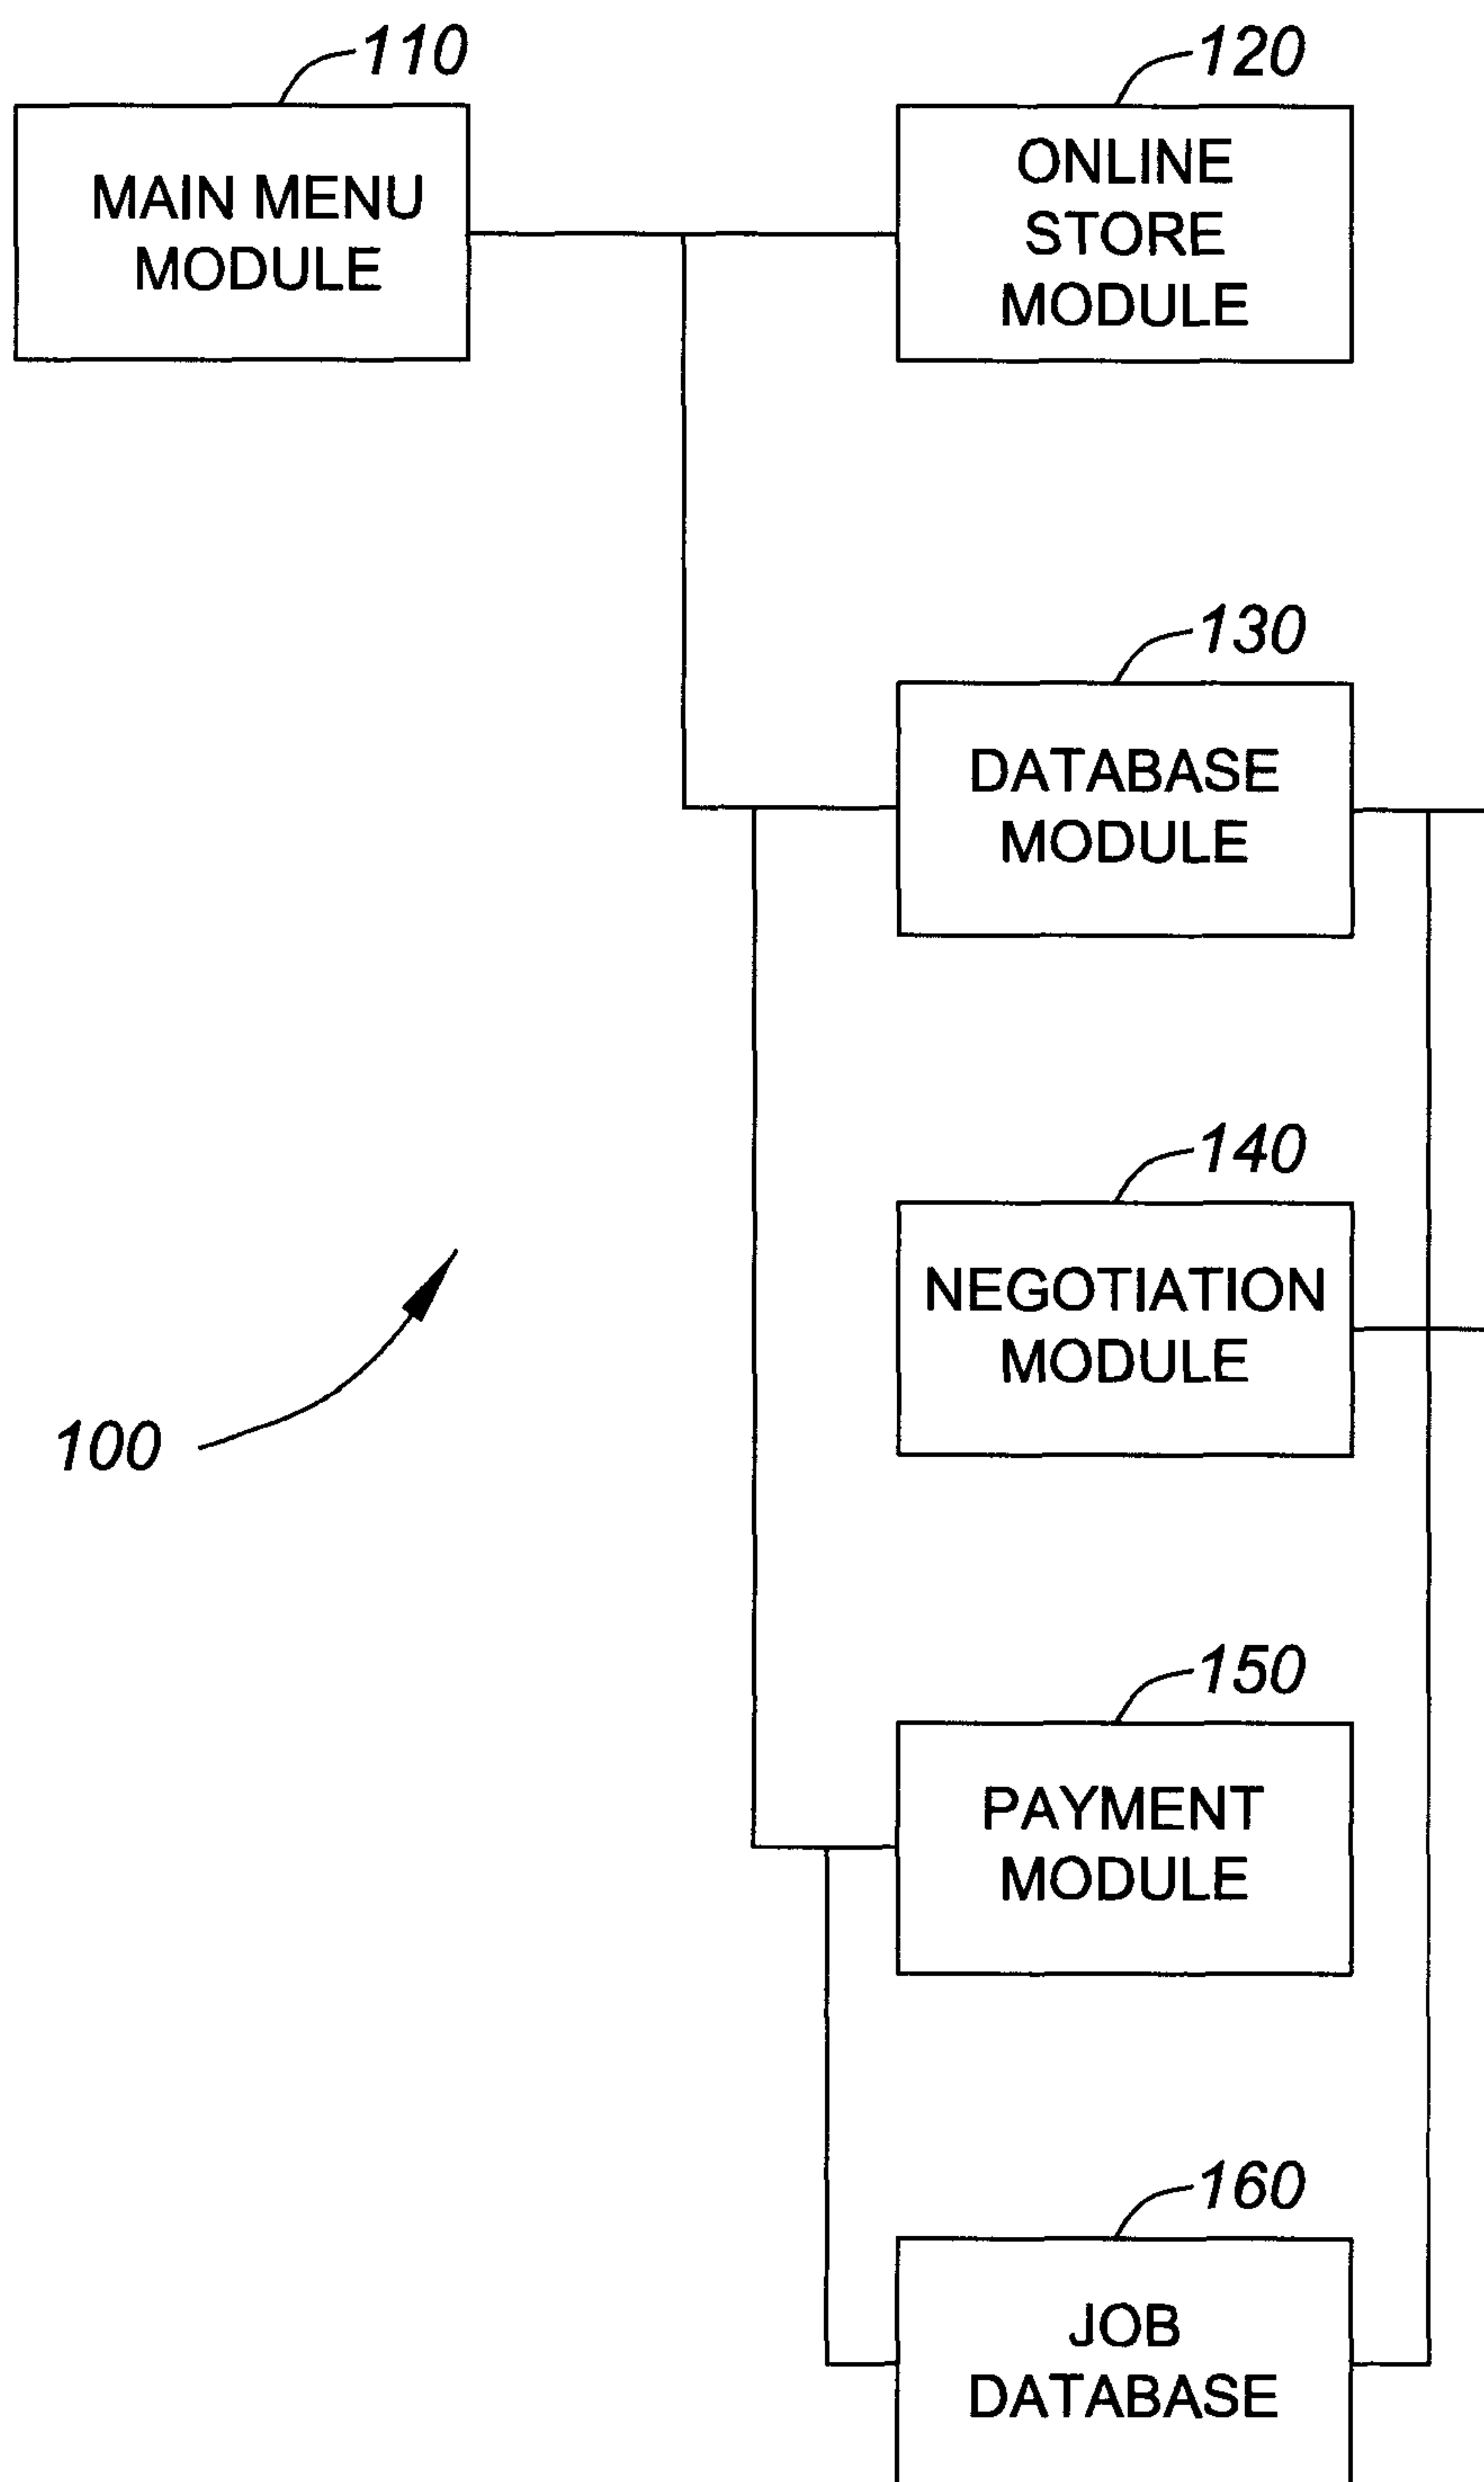 110
MAIN MENU
MODULE
120
ONLINE
STORE
MODULE
130
DATABASE
MODULE
140
NEGOTIATION
MODULE
100
150
PAYMENT
MODULE
160
JOB
DATABASE